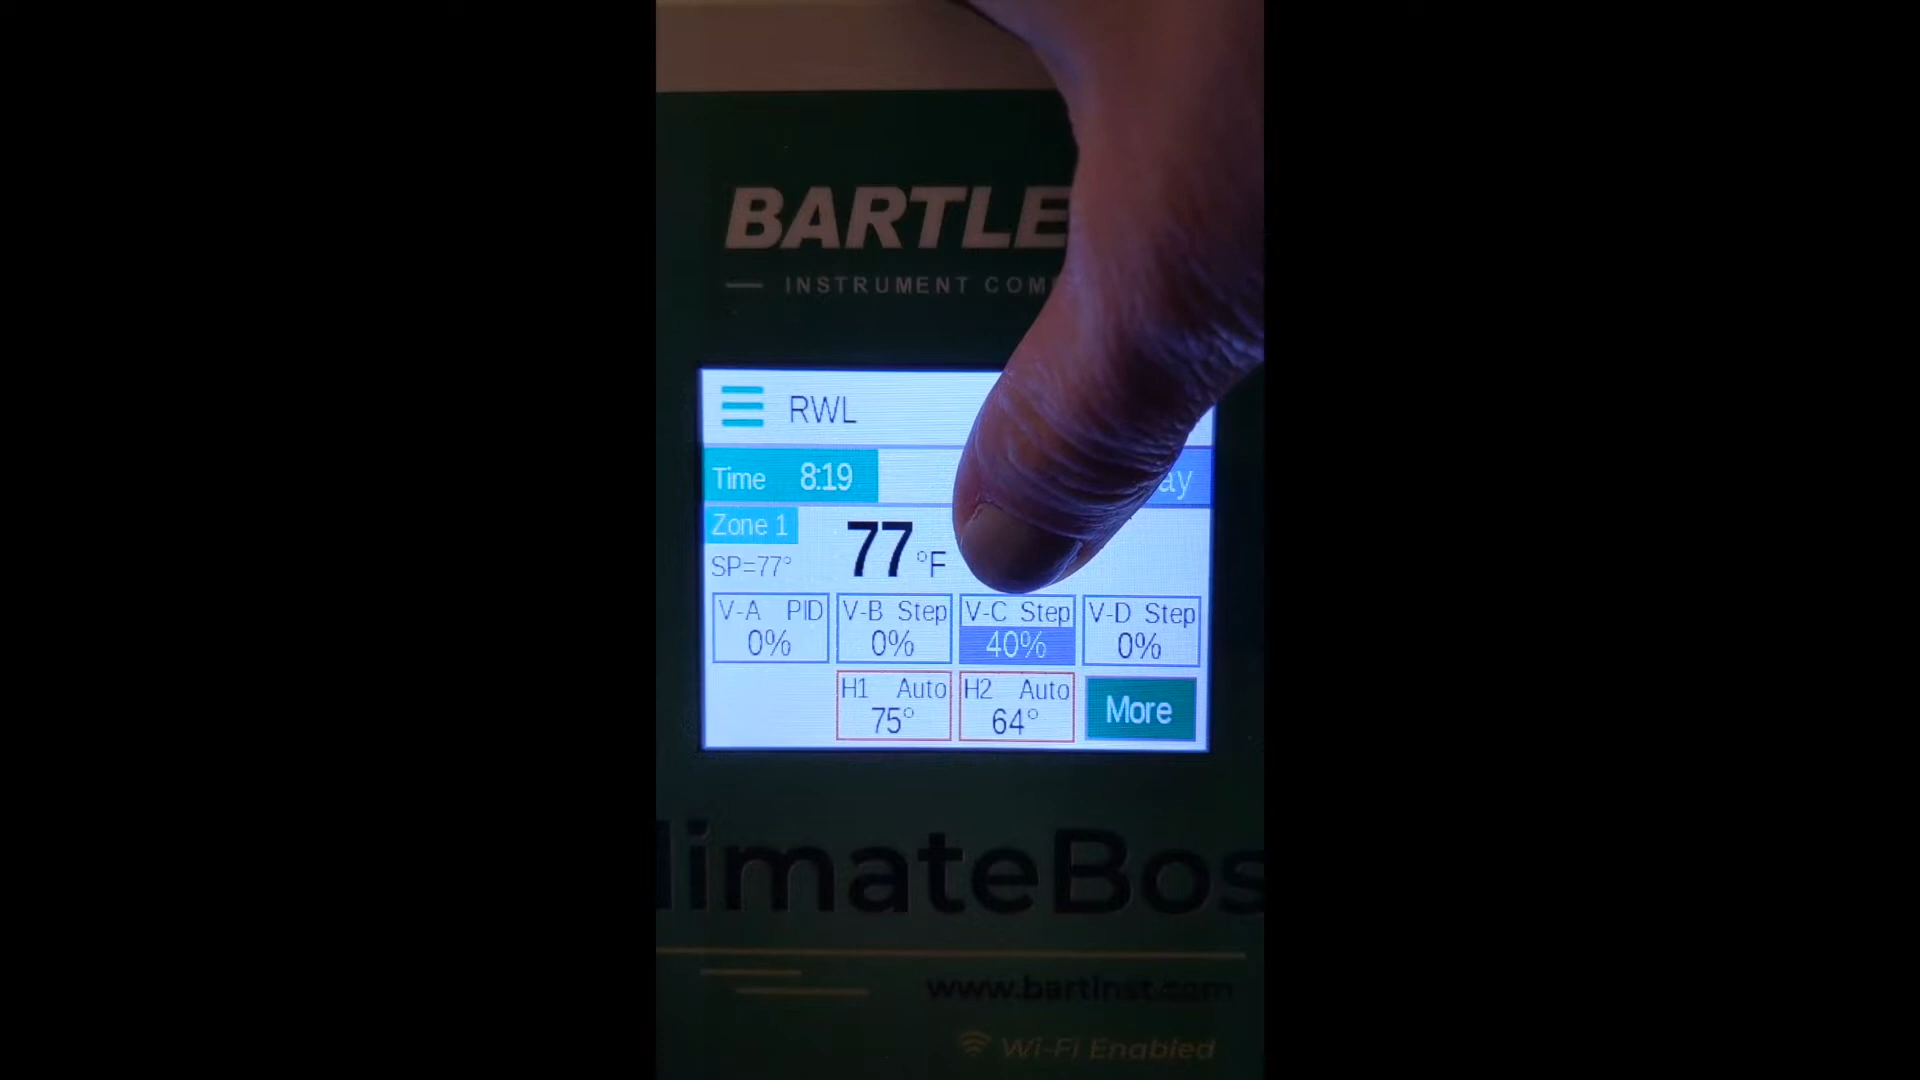 BARTLE
INSTRUMENT COM
RWL
Time 8:19 ay
Zone 1
77 °F
SP=77°
V-A PID V-B Step V-C Step V-D Step
0% 0% 40% 0%
H1 Auto H2 Auto More
75° 64°
limateBos
www.bartinst.com
Wi-Fi Enabled